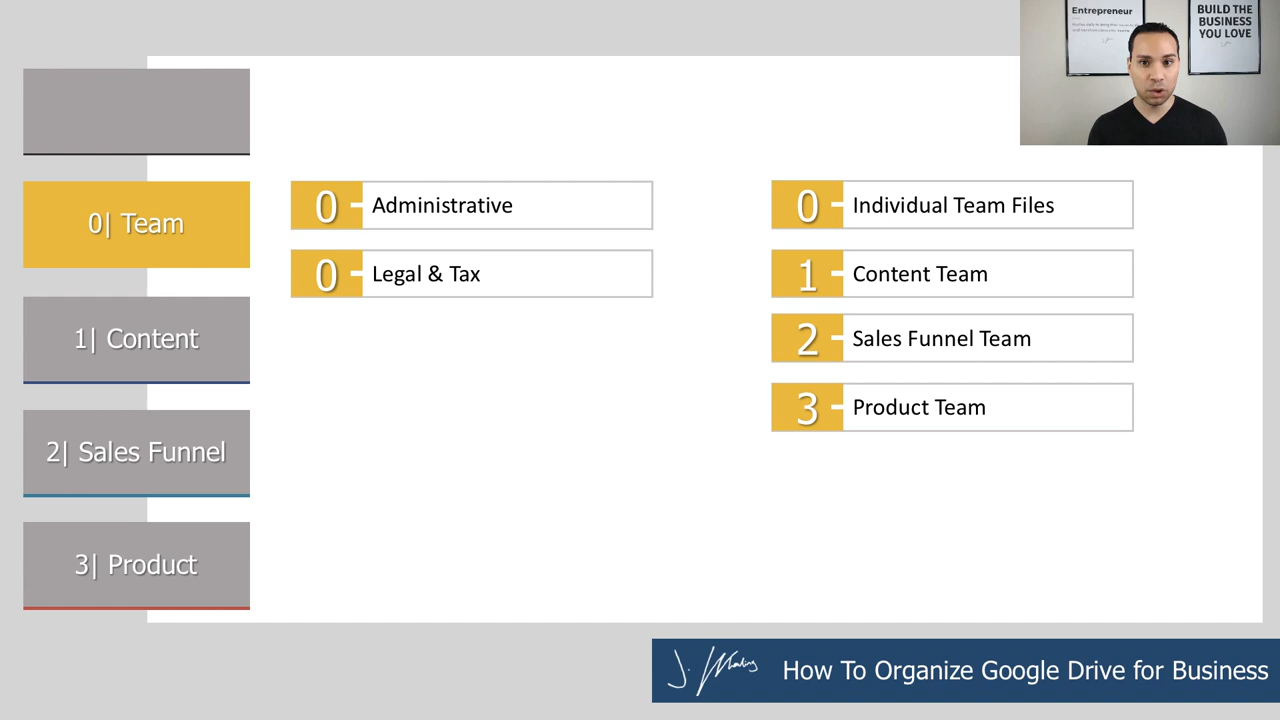 Entrepreneur
BUILD THE
BUSINESS
YOU LOVE
0| Team
1| Content
2| Sales Funnel
3| Product
0 - Administrative
0 - Legal & Tax
0 - Individual Team Files
1 - Content Team
2 - Sales Funnel Team
3 - Product Team
How To Organize Google Drive for Business